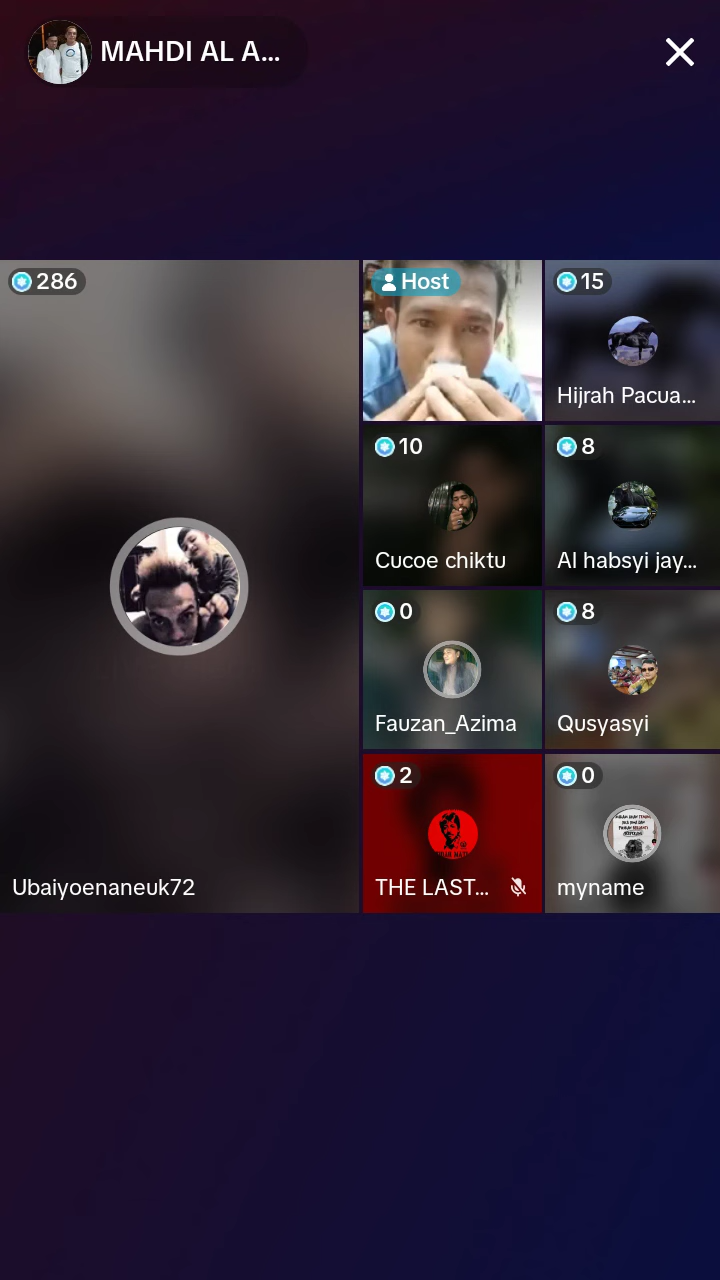 MAHDI AL A...
286
Ubaiyoenaneuk72
Host
15
Hijrah Pacua...
10
Cucoe chiktu
8
Al habsyi jay...
0
Fauzan_Azima
8
Qusyasyi
2
THE LAST...
0
myname